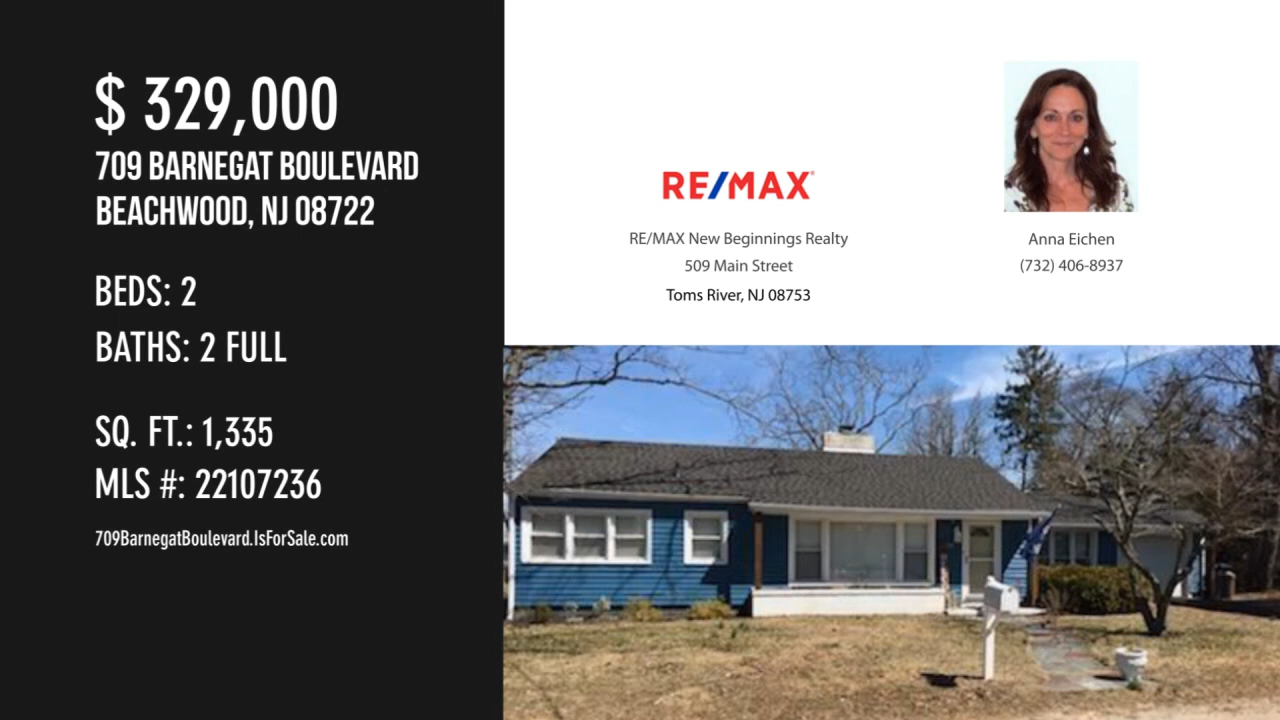 $ 329,000
709 BARNEGAT BOULEVARD
BEACHWOOD, NJ 08722
BEDS: 2
BATHS: 2 FULL
SQ. FT.: 1,335
MLS #: 22107236
709BarnegatBoulevard.IsForSale.com
RE/MAX®
RE/MAX New Beginnings Realty
509 Main Street
Toms River, NJ 08753
Anna Eichen
(732) 406-8937